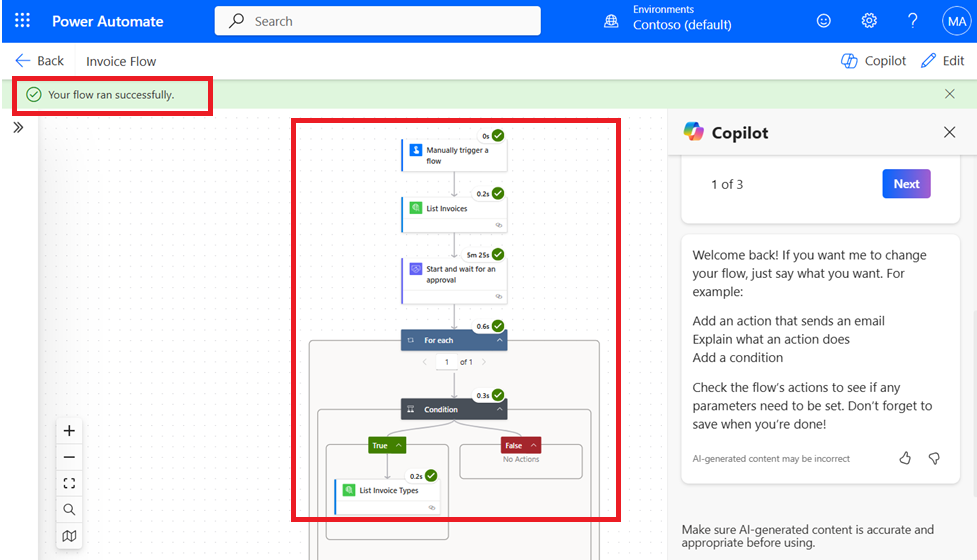 Power Automate
Search
Environments
Contoso (default)
MA
Back
Invoice Flow
Copilot
Edit
Your flow ran successfully.
0s
Manually trigger a
flow
0.2s
List Invoices
5m 25s
Start and wait for an
approval
0.6s
For each
1 of 1
0.3s
Condition
True
False
No Actions
0.2s
List Invoice Types
Copilot
1 of 3
Next
Welcome back! If you want me to change
your flow, just say what you want. For
example:
Add an action that sends an email
Explain what an action does
Add a condition
Check the flow's actions to see if any
parameters need to be set. Don't forget to
save when you're done!
AI-generated content may be incorrect
Make sure AI-generated content is accurate and
appropriate before using.